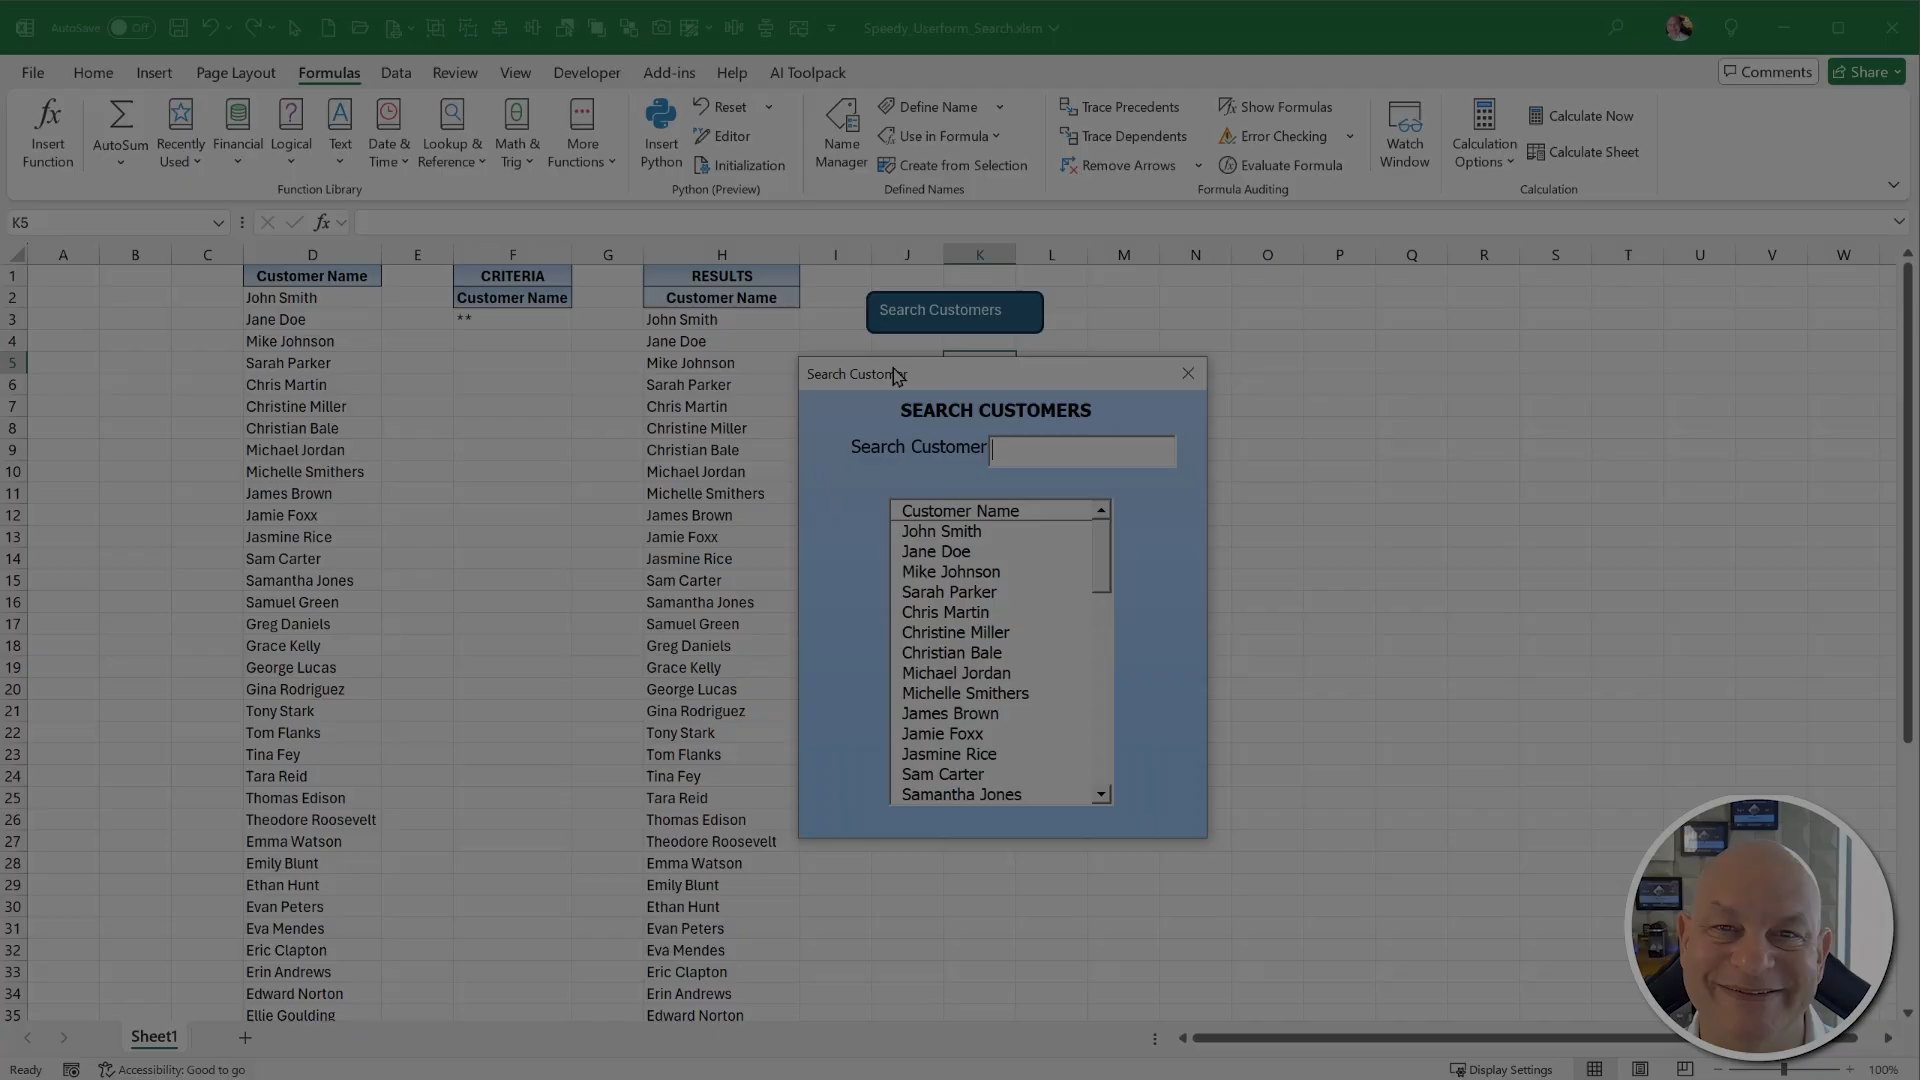 AutoSave Off Speedy_Userform_Search.xlsm
File Home Insert Page Layout Formulas Data Review View Developer Add-ins Help AI Toolpack Comments Share
fx
Insert Function
AutoSum
Recently Used
Financial
Logical
Text
Date & Time
Lookup & Reference
Math & Trig
More Functions
Function Library
Insert Python
Reset
Editor
Initialization
Python (Preview)
Name Manager
Define Name
Use in Formula
Create from Selection
Defined Names
Trace Precedents
Trace Dependents
Remove Arrows
Show Formulas
Error Checking
Evaluate Formula
Formula Auditing
Watch Window
Calculation Options
Calculate Now
Calculate Sheet
Calculation
K5 fx
A B C D E F G H I J K L M N O P Q R S T U V W
1 Customer Name CRITERIA RESULTS
2 John Smith Customer Name Customer Name
3 Jane Doe ** John Smith
4 Mike Johnson Jane Doe
5 Sarah Parker Mike Johnson
6 Chris Martin Sarah Parker
7 Christine Miller Chris Martin
8 Christian Bale Christine Miller
9 Michael Jordan Christian Bale
10 Michelle Smithers Michael Jordan
11 James Brown Michelle Smithers
12 Jamie Foxx James Brown
13 Jasmine Rice Jamie Foxx
14 Sam Carter Jasmine Rice
15 Samantha Jones Sam Carter
16 Samuel Green Samantha Jones
17 Greg Daniels Samuel Green
18 Grace Kelly Greg Daniels
19 George Lucas Grace Kelly
20 Gina Rodriguez George Lucas
21 Tony Stark Gina Rodriguez
22 Tom Flanks Tony Stark
23 Tina Fey Tom Flanks
24 Tara Reid Tina Fey
25 Thomas Edison Tara Reid
26 Theodore Roosevelt Thomas Edison
27 Emma Watson Theodore Roosevelt
28 Emily Blunt Emma Watson
29 Ethan Hunt Emily Blunt
30 Evan Peters Ethan Hunt
31 Eva Mendes Evan Peters
32 Eric Clapton Eva Mendes
33 Erin Andrews Eric Clapton
34 Edward Norton Erin Andrews
35 Ellie Goulding Edward Norton
Search Customers
Search Customer
SEARCH CUSTOMERS
Search Customer
Customer Name
John Smith
Jane Doe
Mike Johnson
Sarah Parker
Chris Martin
Christine Miller
Christian Bale
Michael Jordan
Michelle Smithers
James Brown
Jamie Foxx
Jasmine Rice
Sam Carter
Samantha Jones
Sheet1
Ready Accessibility: Good to go Display Settings 100%